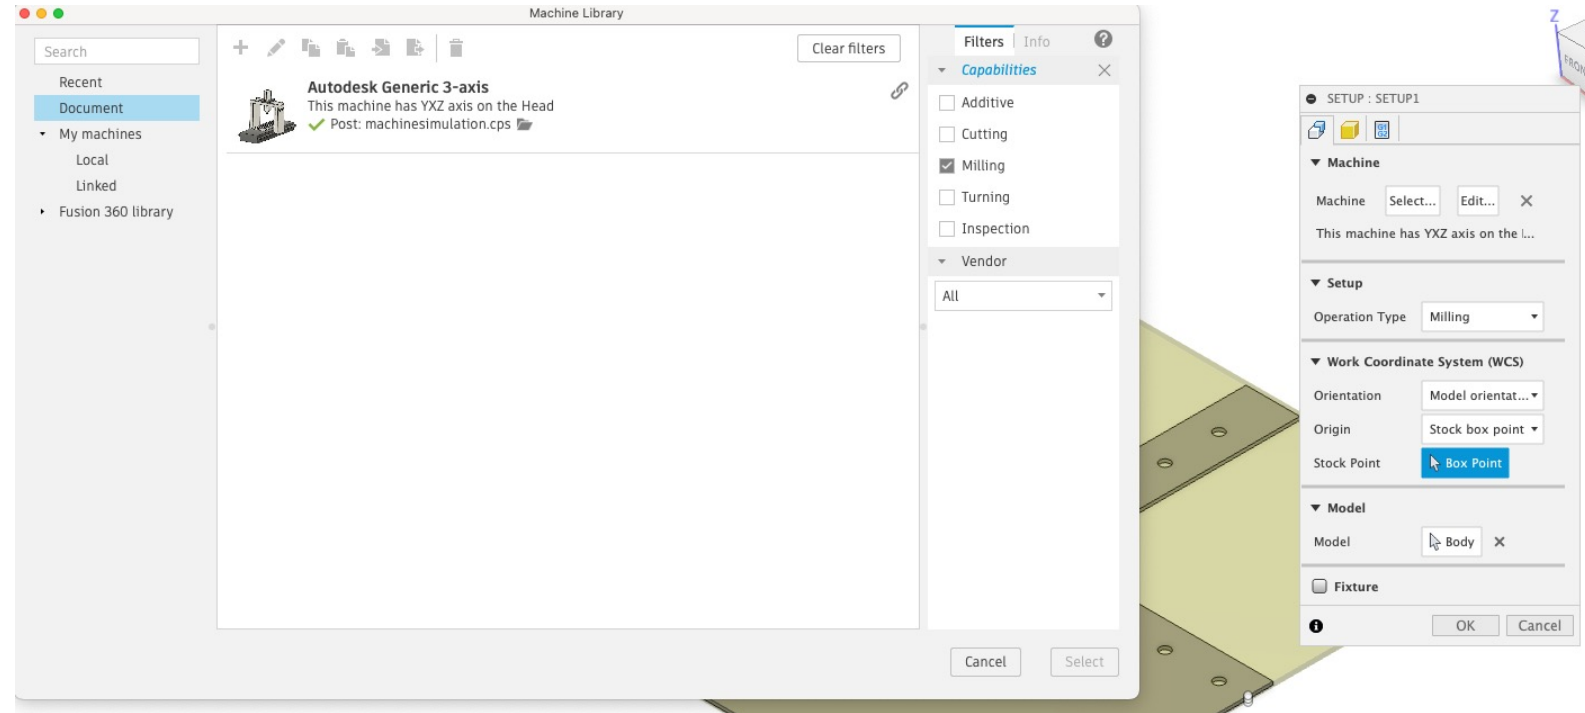 Machine Library
Search
Recent
Document
My machines
Local
Linked
Fusion 360 library
Clear filters
Autodesk Generic 3-axis
This machine has YXZ axis on the Head
Post: machinesimulation.cps
Filters Info
Capabilities
Additive
Cutting
Milling
Turning
Inspection
Vendor
All
Cancel Select
Z
FRON
SETUP : SETUP1
G1
G2
Machine
Machine Select... Edit...
This machine has YXZ axis on the I...
Setup
Operation Type Milling
Work Coordinate System (WCS)
Orientation Model orientat...
Origin Stock box point
Stock Point Box Point
Model
Model Body
Fixture
OK Cancel